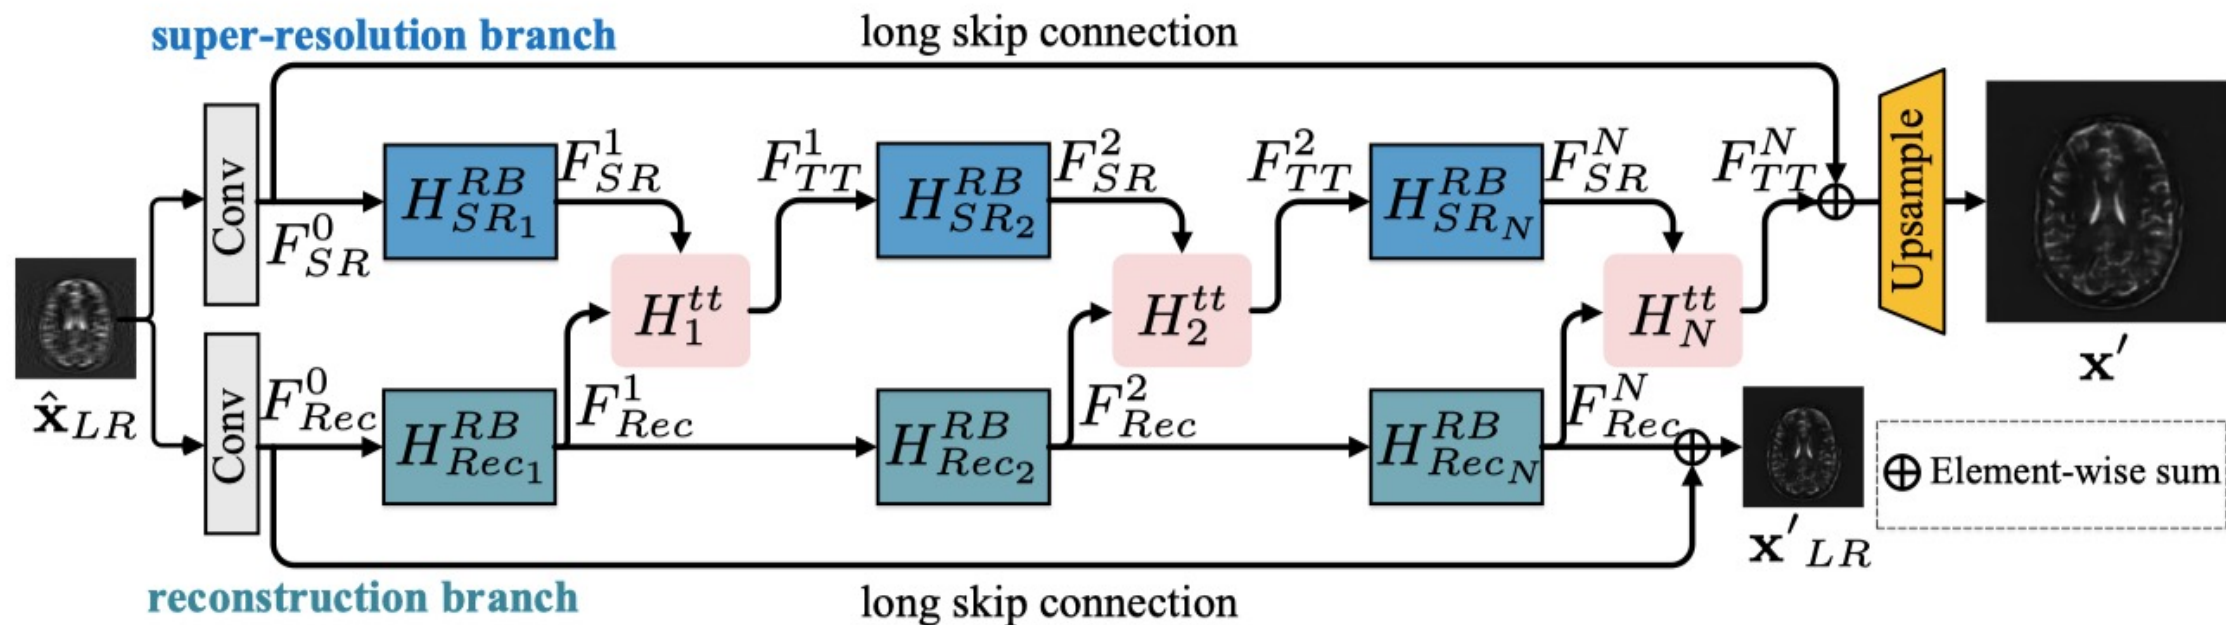 super-resolution branch
long skip connection
Conv
F^0_{SR}
H^{RB}_{SR_1}
F^1_{SR}
F^1_{TT}
H^{RB}_{SR_2}
F^2_{SR}
F^2_{TT}
H^{RB}_{SR_N}
F^N_{SR}
F^N_{TT}
⊕
Upsample
x′
H^{tt}_1
H^{tt}_2
H^{tt}_N
x̂_{LR}
Conv
F^0_{Rec}
H^{RB}_{Rec_1}
F^1_{Rec}
H^{RB}_{Rec_2}
F^2_{Rec}
H^{RB}_{Rec_N}
F^N_{Rec}
⊕
x′_{LR}
⊕ Element-wise sum
reconstruction branch
long skip connection